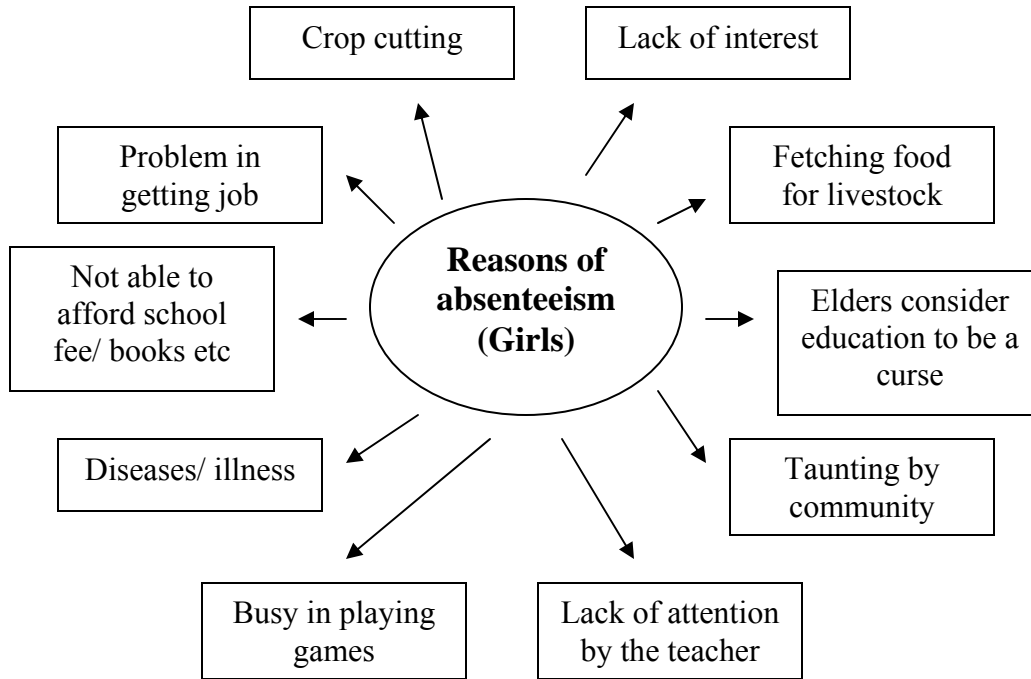 Crop cutting
Lack of interest
Problem in
getting job
Fetching food
for livestock
Reasons of
absenteeism
(Girls)
Not able to
afford school
fee/ books etc
Elders consider
education to be a
curse
Diseases/ illness
Taunting by
community
Busy in playing
games
Lack of attention
by the teacher